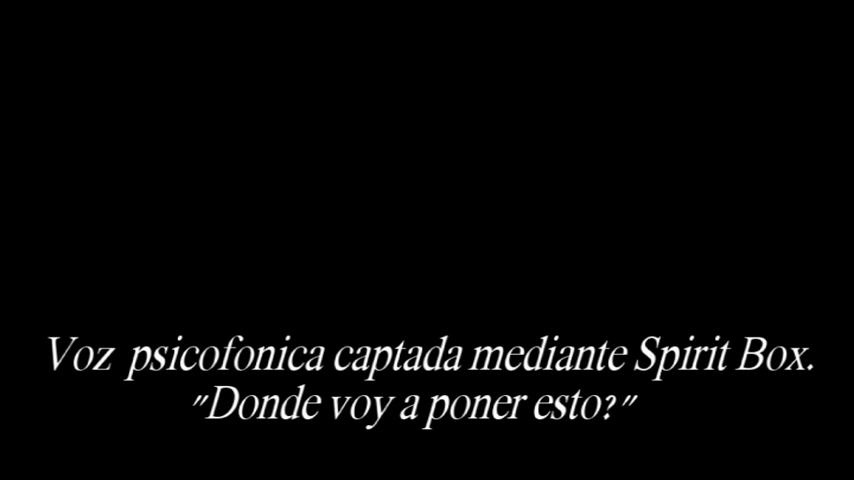 Voz psicofonica captada mediante Spirit Box.
"Donde voy a poner esto?"